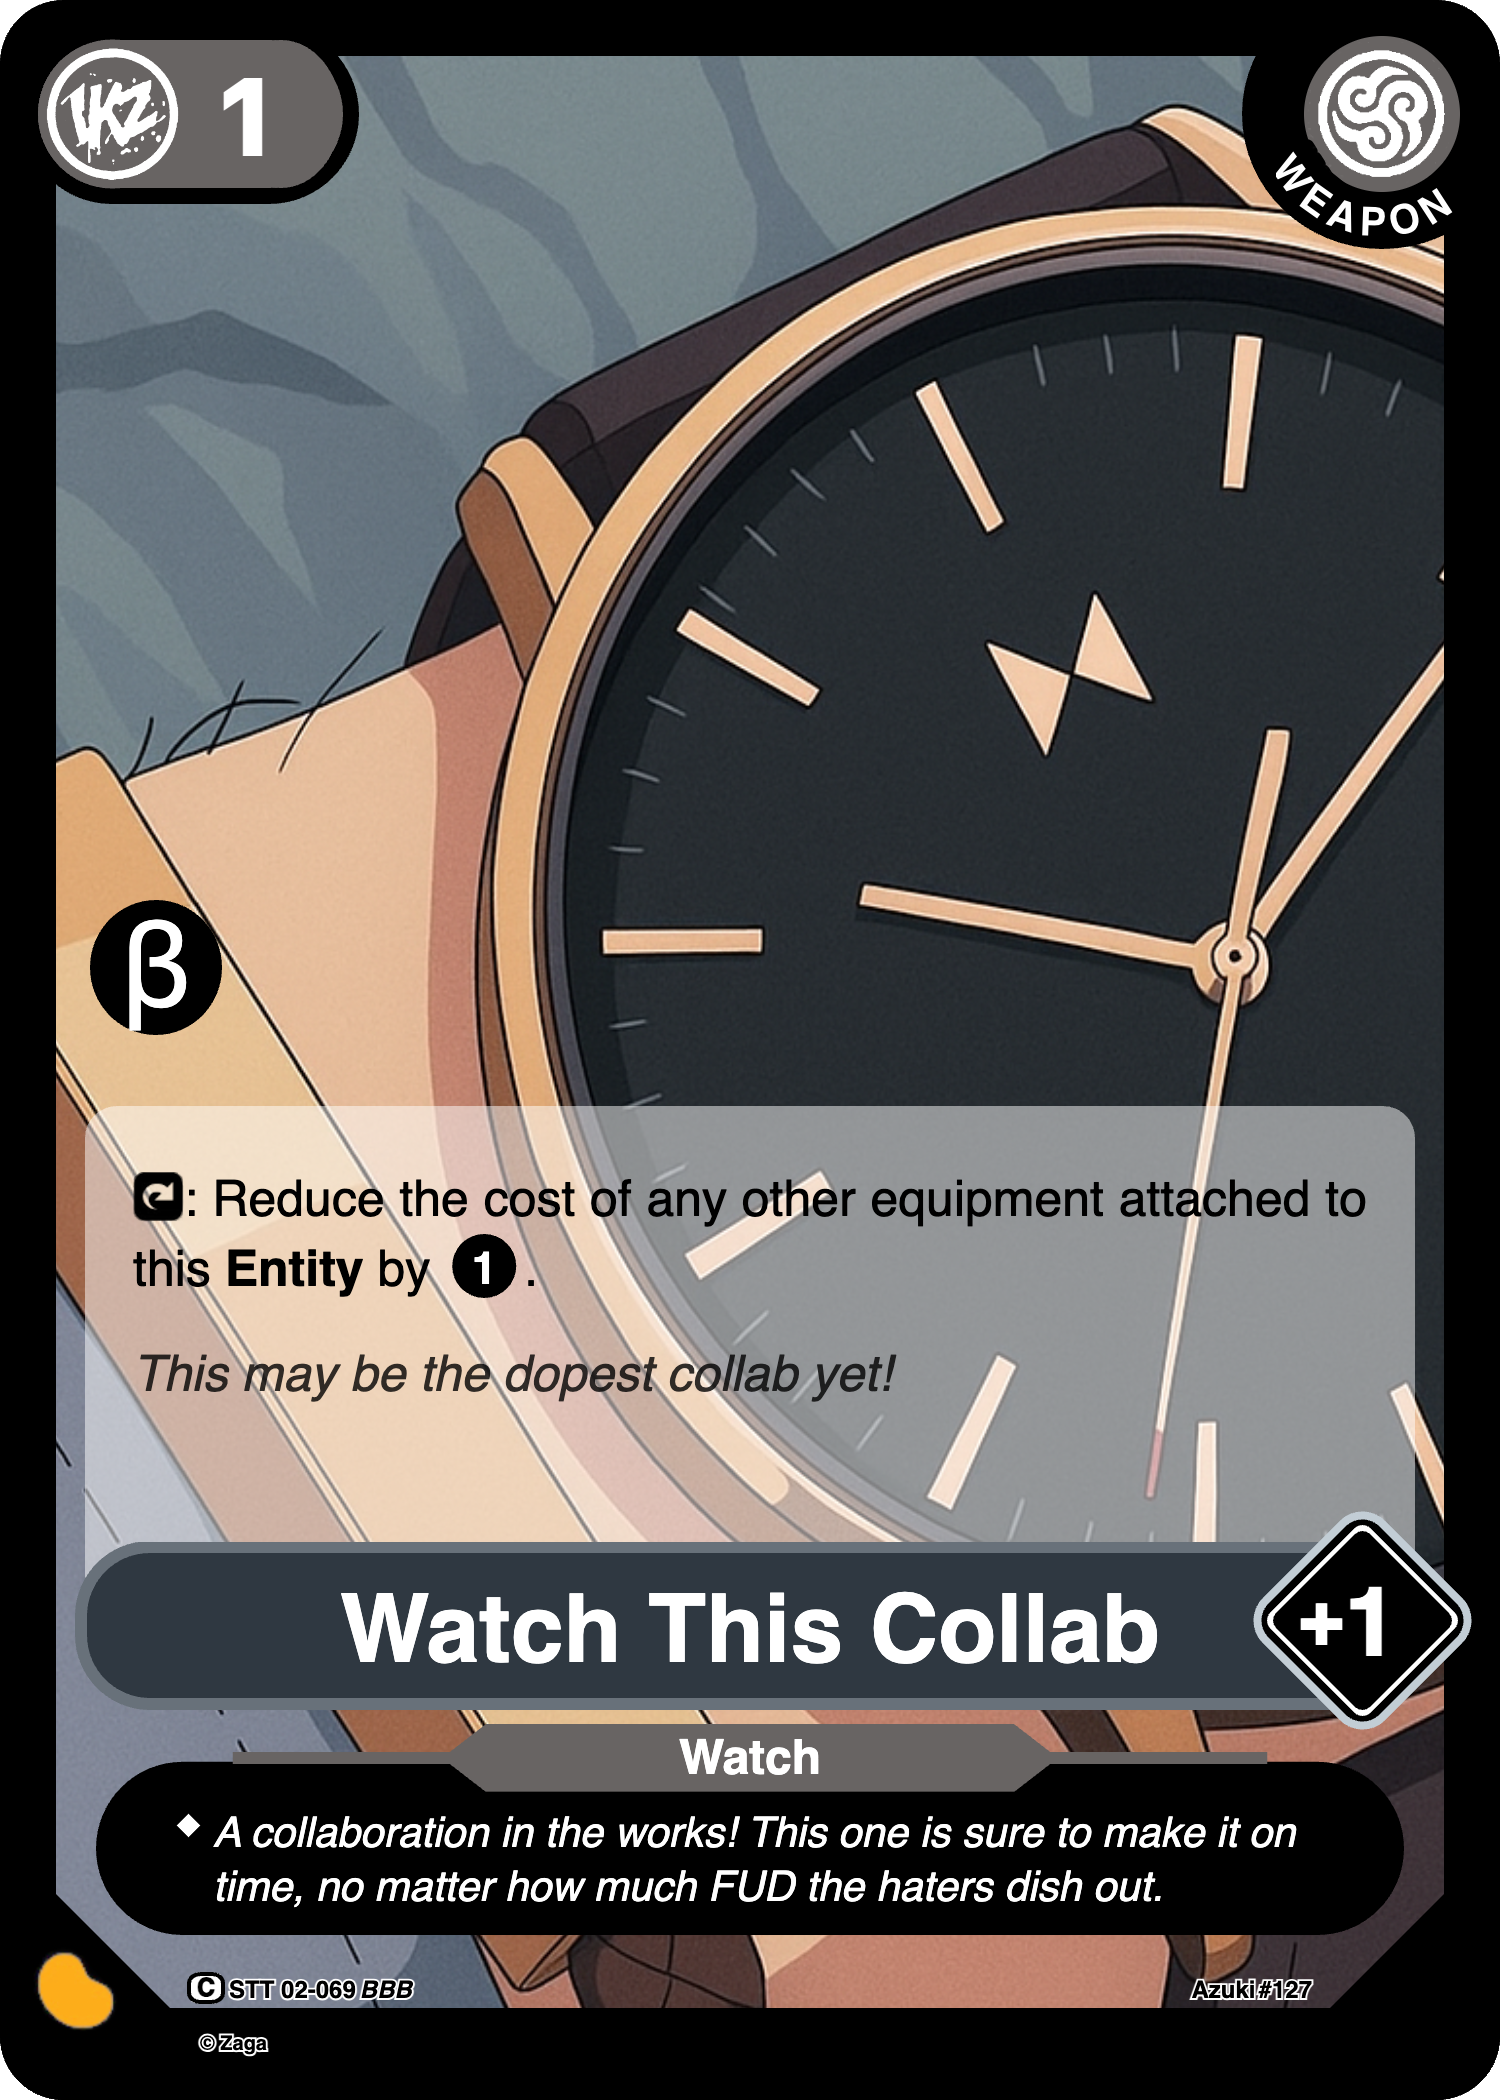 IKZ 1
WEAPON
β
: Reduce the cost of any other equipment attached to
this Entity by 1.
This may be the dopest collab yet!
Watch This Collab
+1
Watch
A collaboration in the works! This one is sure to make it on
time, no matter how much FUD the haters dish out.
C STT 02-069 BBB
Azuki #127
© Zaga